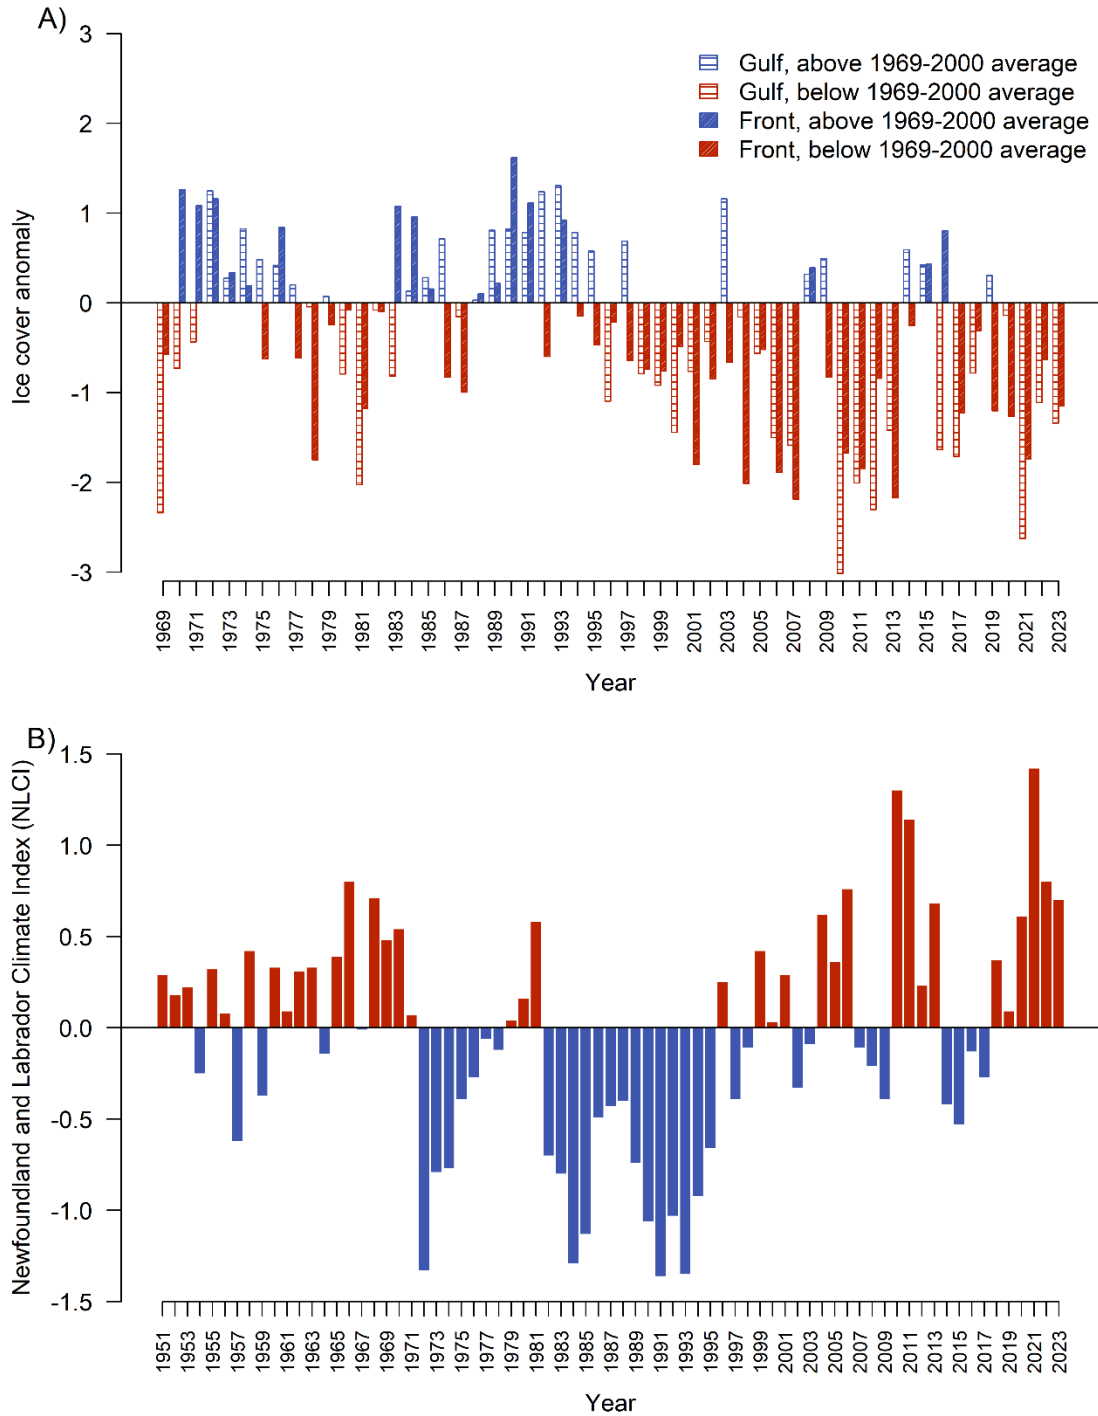 A)
3
2
1
0
-1
-2
-3
Ice cover anomaly
Gulf, above 1969-2000 average
Gulf, below 1969-2000 average
Front, above 1969-2000 average
Front, below 1969-2000 average
1969 1971 1973 1975 1977 1979 1981 1983 1985 1987 1989 1991 1993 1995 1997 1999 2001 2003 2005 2007 2009 2011 2013 2015 2017 2019 2021 2023
Year
B)
1.5
1.0
0.5
0.0
-0.5
-1.0
-1.5
Newfoundland and Labrador Climate Index (NLCI)
1951 1953 1955 1957 1959 1961 1963 1965 1967 1969 1971 1973 1975 1977 1979 1981 1983 1985 1987 1989 1991 1993 1995 1997 1999 2001 2003 2005 2007 2009 2011 2013 2015 2017 2019 2021 2023
Year